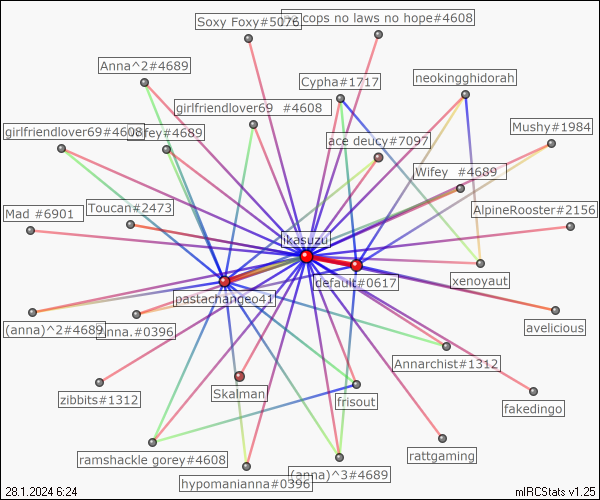 Soxy Foxy#5076
no cops no laws no hope#4608
Anna^2#4689
Cypha#1717
neokingghidorah
girlfriendlover69 #4608
girlfriendlover69#4608
Wifey#4689
ace deucy#7097
Mushy#1984
Wifey #4689
Mad #6901
Toucan#2473
AlpineRooster#2156
ikasuzu
default#0617
xenoyaut
pastachangeo41
(anna)^2#4689
Anna.#0396
avelicious
Annarchist#1312
zibbits#1312
Skalman
frisout
fakedingo
ramshackle gorey#4608
hypomanianna#0396
(anna)^3#4689
rattgaming
28.1.2024 6:24
mIRCStats v1.25